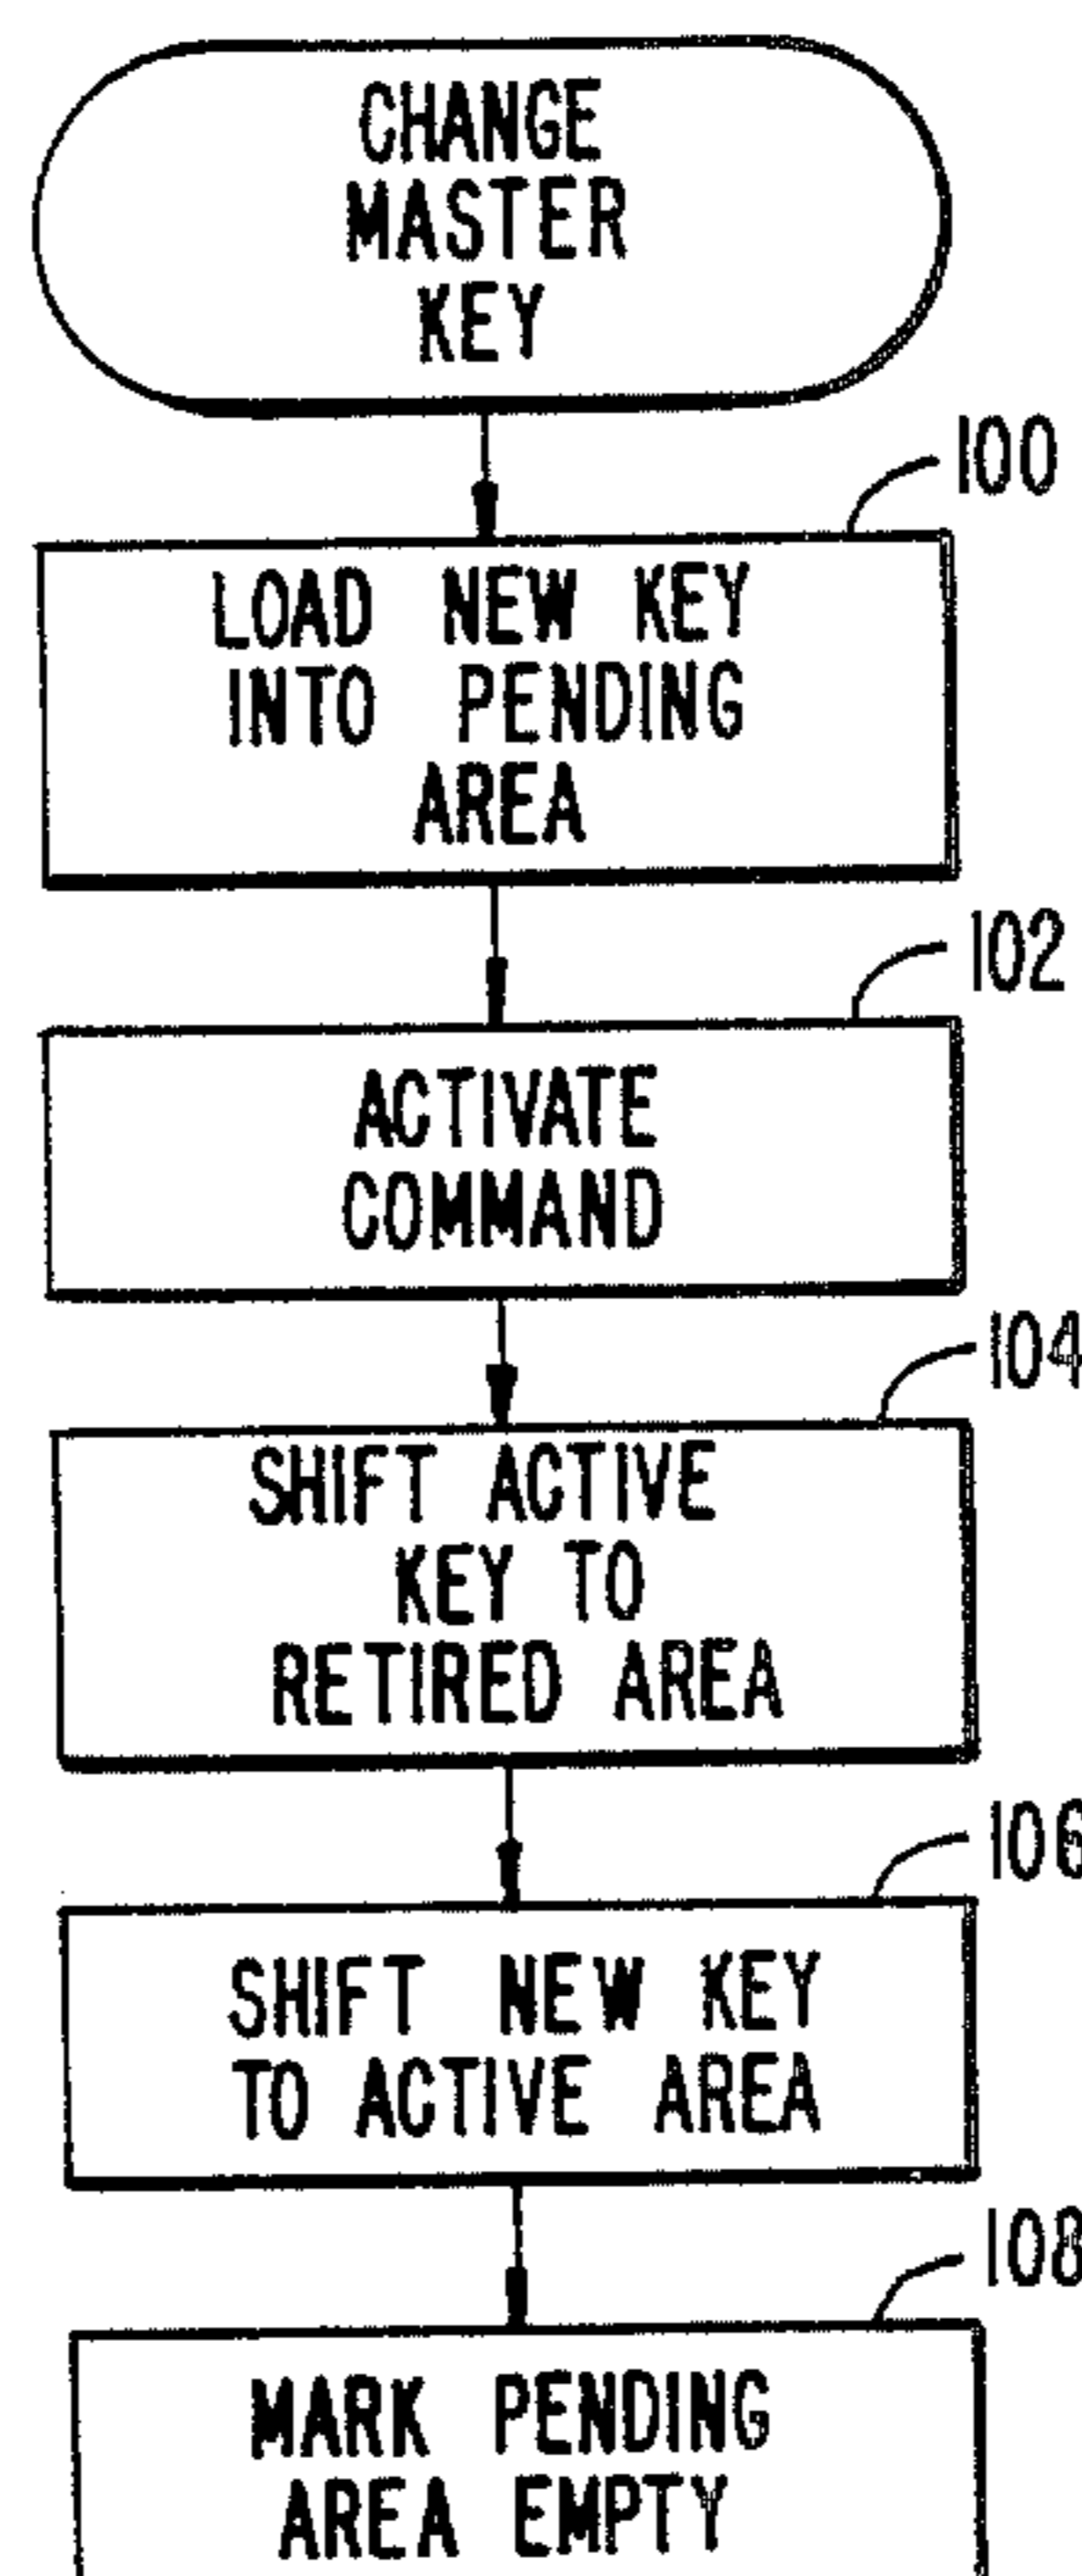 CHANGE
MASTER
KEY
100
LOAD NEW KEY
INTO PENDING
AREA
102
ACTIVATE
COMMAND
104
SHIFT ACTIVE
KEY TO
RETIRED AREA
106
SHIFT NEW KEY
TO ACTIVE AREA
108
MARK PENDING
AREA EMPTY